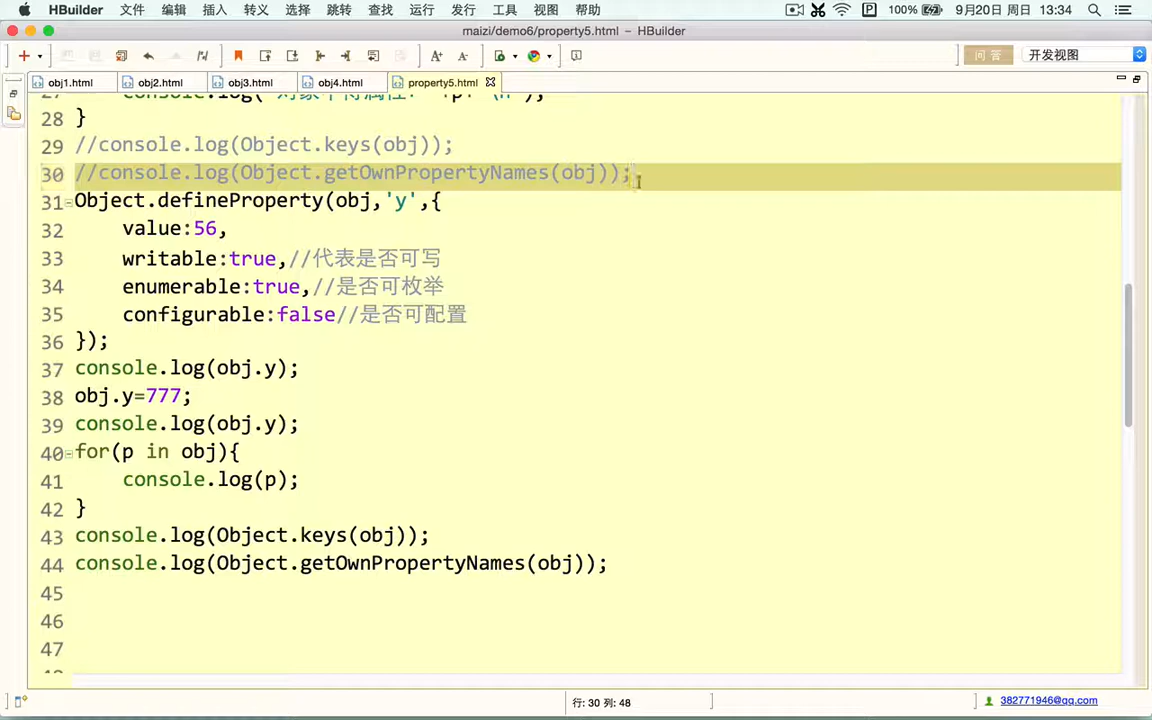 HBuilder 文件 编辑 插入 转义 选择 跳转 查找 运行 发行 工具 视图 帮助 100% 9月20日 周日 13:34
maizi/demo6/property5.html – HBuilder
问答 开发视图
obj1.html obj2.html obj3.html obj4.html property5.html
28 }
29 //console.log(Object.keys(obj));
30 //console.log(Object.getOwnPropertyNames(obj));
31 Object.defineProperty(obj,'y',{
32 value:56,
33 writable:true,//代表是否可写
34 enumerable:true,//是否可枚举
35 configurable:false//是否可配置
36 });
37 console.log(obj.y);
38 obj.y=777;
39 console.log(obj.y);
40 for(p in obj){
41 console.log(p);
42 }
43 console.log(Object.keys(obj));
44 console.log(Object.getOwnPropertyNames(obj));
45
46
47
行: 30 列: 48 382771946@qq.com